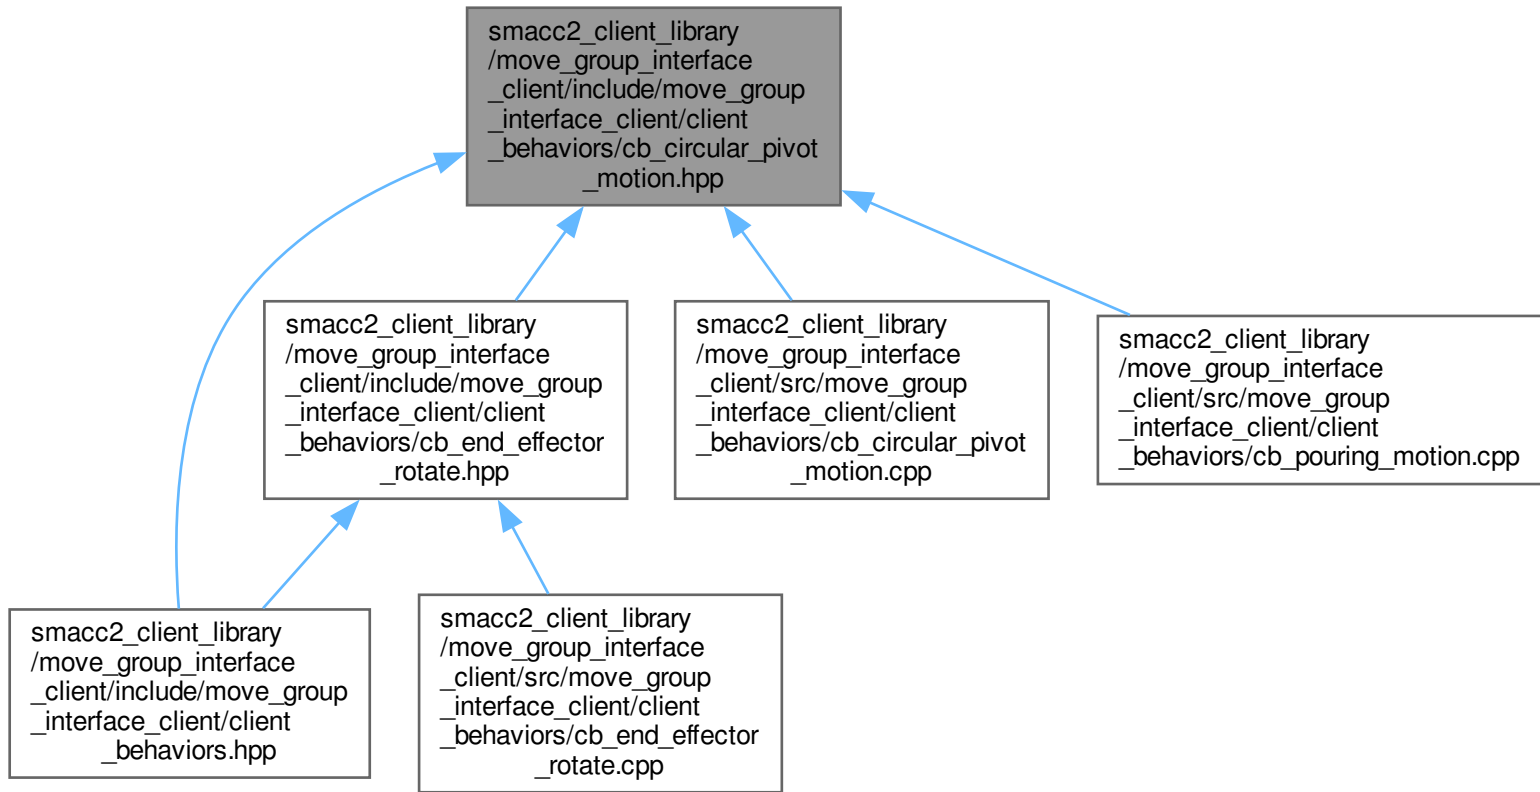 smacc2_client_library
/move_group_interface
_client/include/move_group
_interface_client/client
_behaviors/cb_circular_pivot
_motion.hpp
smacc2_client_library
/move_group_interface
_client/include/move_group
_interface_client/client
_behaviors/cb_end_effector
_rotate.hpp
smacc2_client_library
/move_group_interface
_client/src/move_group
_interface_client/client
_behaviors/cb_circular_pivot
_motion.cpp
smacc2_client_library
/move_group_interface
_client/src/move_group
_interface_client/client
_behaviors/cb_pouring_motion.cpp
smacc2_client_library
/move_group_interface
_client/include/move_group
_interface_client/client
_behaviors.hpp
smacc2_client_library
/move_group_interface
_client/src/move_group
_interface_client/client
_behaviors/cb_end_effector
_rotate.cpp